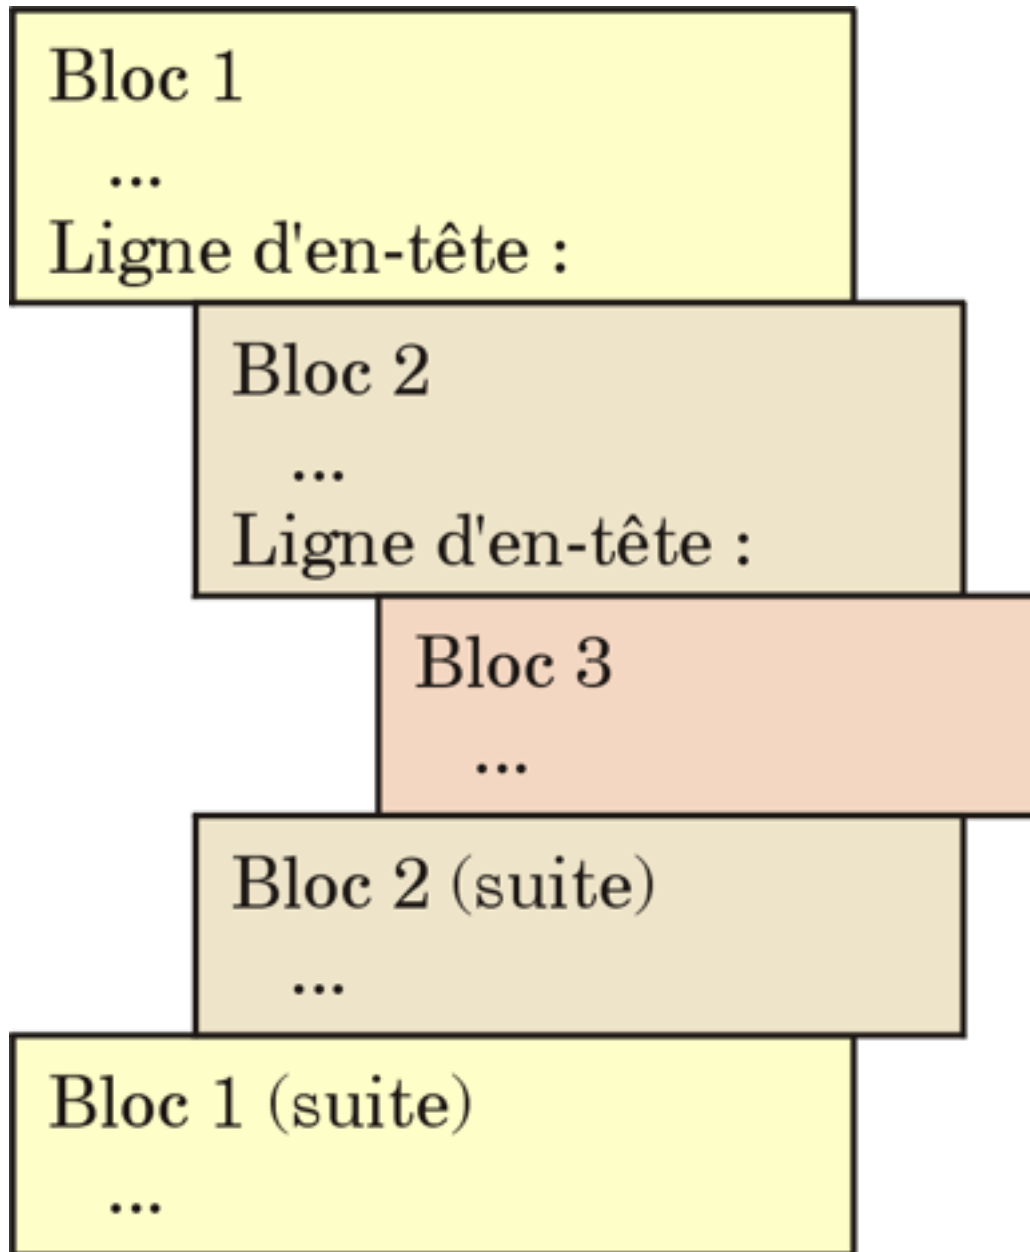 Bloc 1
...
Ligne d'en-tête :
Bloc 2
...
Ligne d'en-tête :
Bloc 3
...
Bloc 2 (suite)
...
Bloc 1 (suite)
...